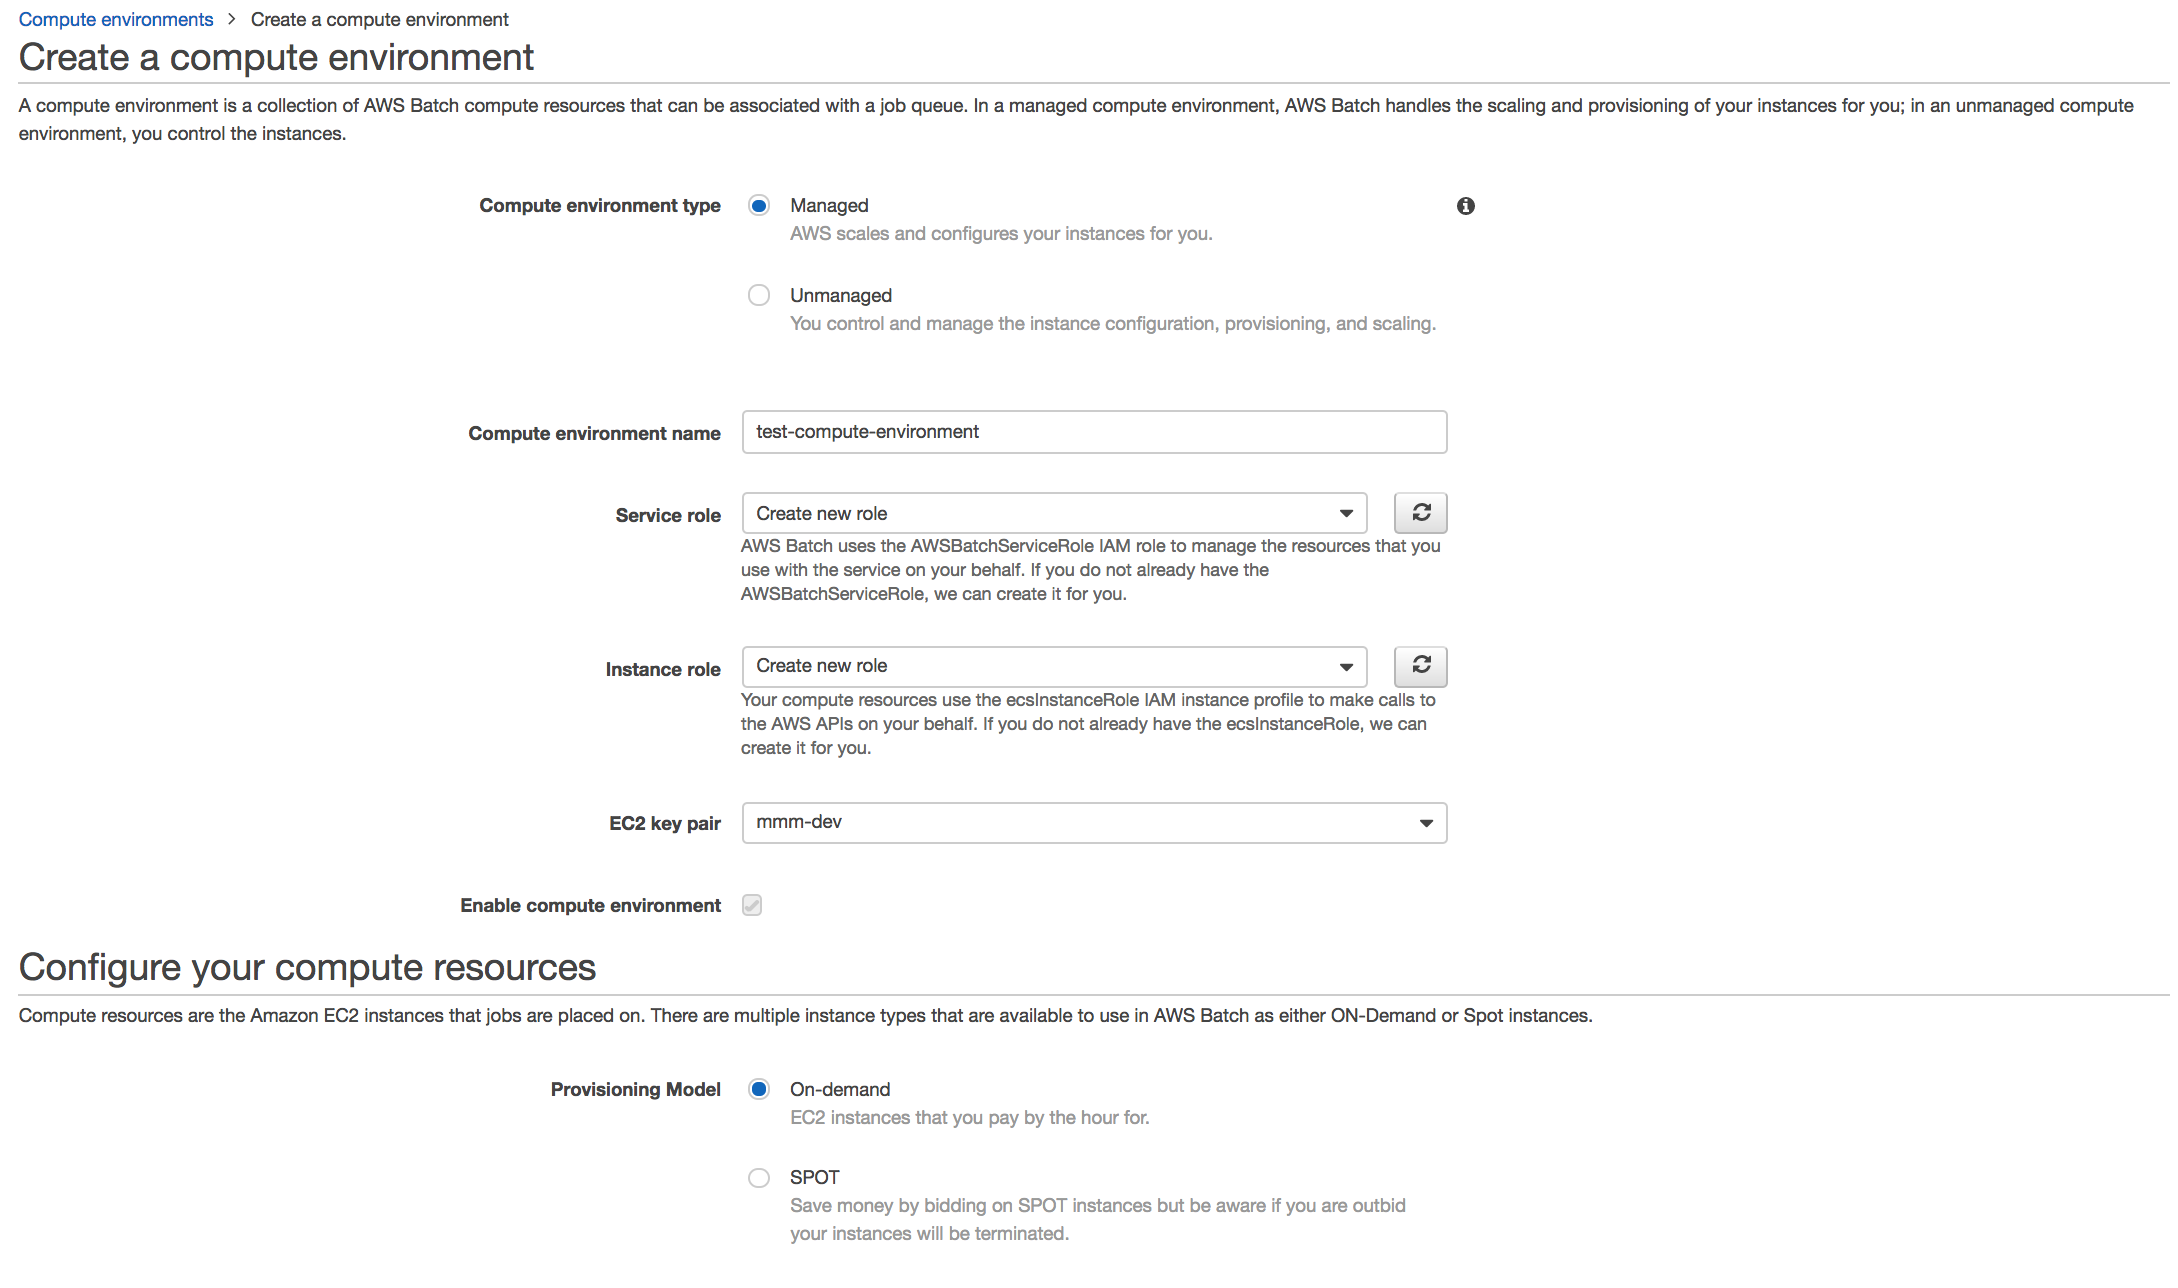 Compute environments > Create a compute environment
Create a compute environment
A compute environment is a collection of AWS Batch compute resources that can be associated with a job queue. In a managed compute environment, AWS Batch handles the scaling and provisioning of your instances for you; in an unmanaged compute
environment, you control the instances.
Compute environment type
Managed
AWS scales and configures your instances for you.
Unmanaged
You control and manage the instance configuration, provisioning, and scaling.
Compute environment name
test-compute-environment
Service role
Create new role
AWS Batch uses the AWSBatchServiceRole IAM role to manage the resources that you
use with the service on your behalf. If you do not already have the
AWSBatchServiceRole, we can create it for you.
Instance role
Create new role
Your compute resources use the ecsInstanceRole IAM instance profile to make calls to
the AWS APIs on your behalf. If you do not already have the ecsInstanceRole, we can
create it for you.
EC2 key pair
mmm-dev
Enable compute environment
Configure your compute resources
Compute resources are the Amazon EC2 instances that jobs are placed on. There are multiple instance types that are available to use in AWS Batch as either ON-Demand or Spot instances.
Provisioning Model
On-demand
EC2 instances that you pay by the hour for.
SPOT
Save money by bidding on SPOT instances but be aware if you are outbid
your instances will be terminated.